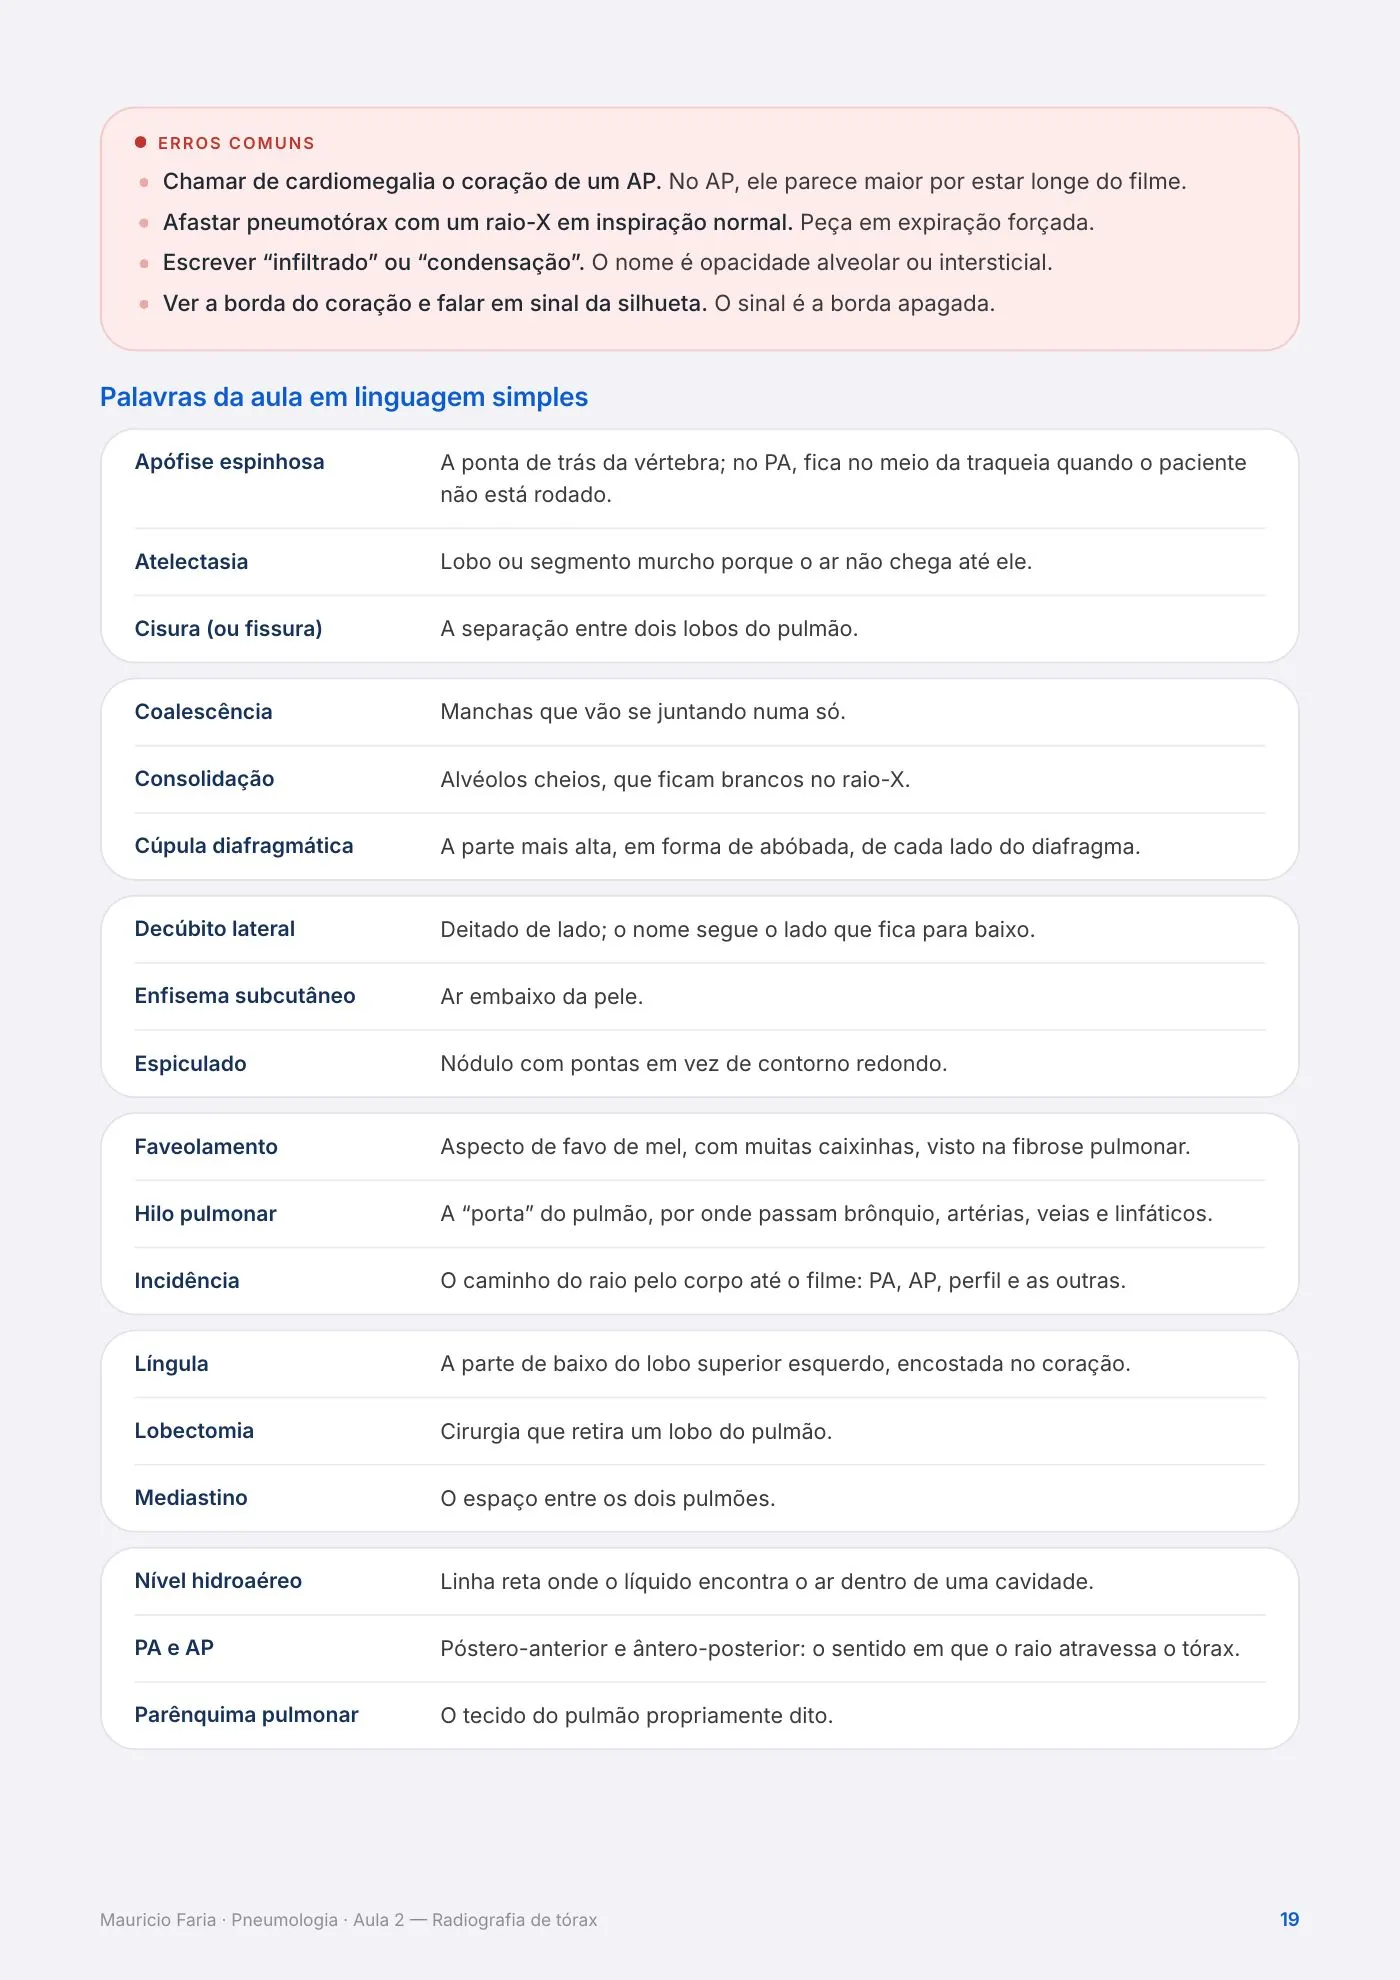 ERROS COMUNS
Chamar de cardiomegalia o coração de um AP. No AP, ele parece maior por estar longe do filme.
Afastar pneumotórax com um raio-X em inspiração normal. Peça em expiração forçada.
Escrever “infiltrado” ou “condensação”. O nome é opacidade alveolar ou intersticial.
Ver a borda do coração e falar em sinal da silhueta. O sinal é a borda apagada.
Palavras da aula em linguagem simples
Apófise espinhosa A ponta de trás da vértebra; no PA, fica no meio da traqueia quando o paciente
não está rodado.
Atelectasia Lobo ou segmento murcho porque o ar não chega até ele.
Cisura (ou fissura) A separação entre dois lobos do pulmão.
Coalescência Manchas que vão se juntando numa só.
Consolidação Alvéolos cheios, que ficam brancos no raio-X.
Cúpula diafragmática A parte mais alta, em forma de abóbada, de cada lado do diafragma.
Decúbito lateral Deitado de lado; o nome segue o lado que fica para baixo.
Enfisema subcutâneo Ar embaixo da pele.
Espiculado Nódulo com pontas em vez de contorno redondo.
Faveolamento Aspecto de favo de mel, com muitas caixinhas, visto na fibrose pulmonar.
Hilo pulmonar A “porta” do pulmão, por onde passam brônquio, artérias, veias e linfáticos.
Incidência O caminho do raio pelo corpo até o filme: PA, AP, perfil e as outras.
Língula A parte de baixo do lobo superior esquerdo, encostada no coração.
Lobectomia Cirurgia que retira um lobo do pulmão.
Mediastino O espaço entre os dois pulmões.
Nível hidroaéreo Linha reta onde o líquido encontra o ar dentro de uma cavidade.
PA e AP Póstero-anterior e ântero-posterior: o sentido em que o raio atravessa o tórax.
Parênquima pulmonar O tecido do pulmão propriamente dito.
Mauricio Faria · Pneumologia · Aula 2 — Radiografia de tórax 19